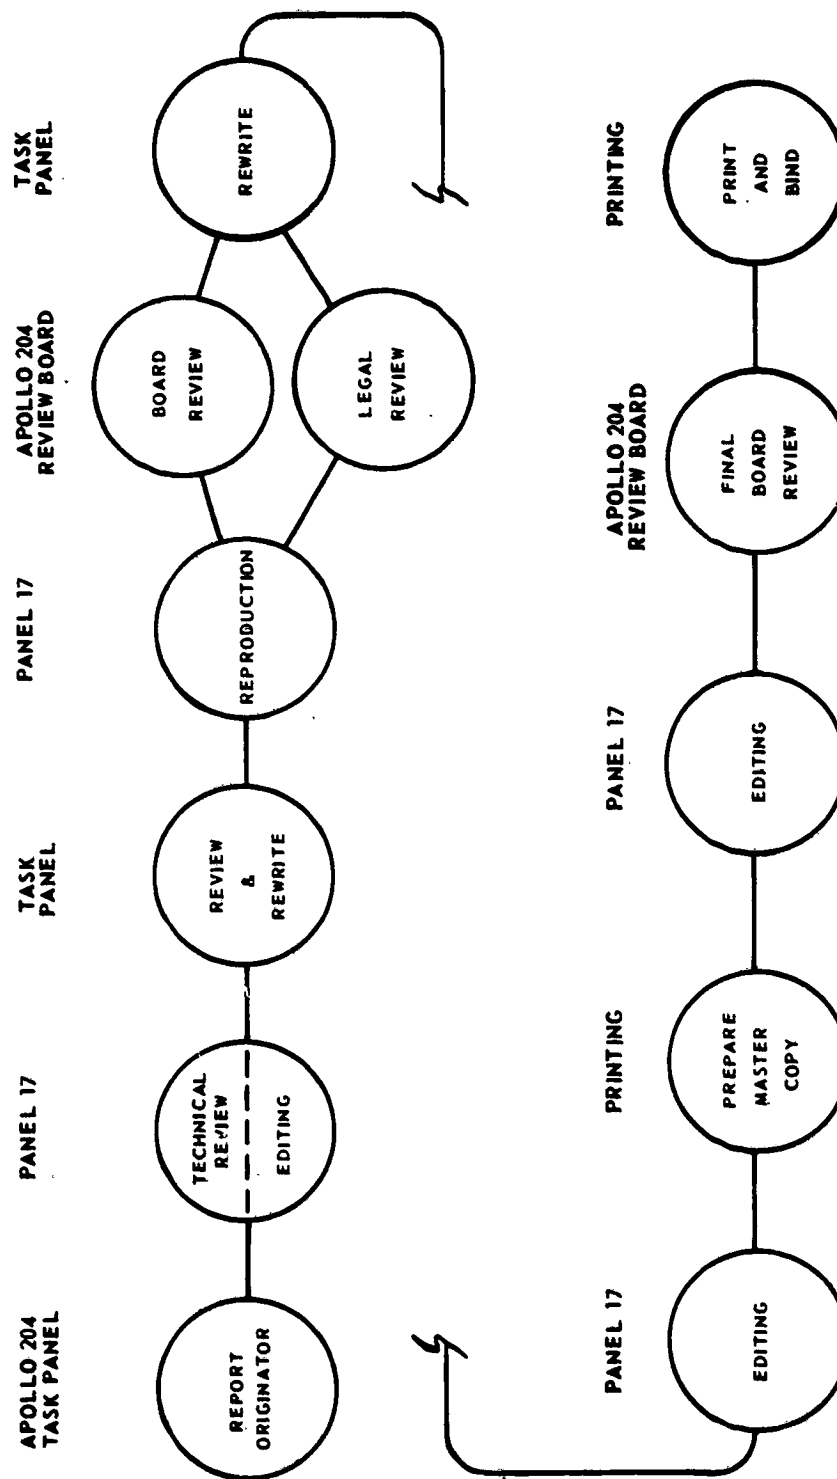 APOLLO 204
TASK PANEL
REPORT
ORIGINATOR
PANEL 17
TECHNICAL
REVIEW
EDITING
TASK
PANEL
REVIEW
&
REWRITE
PANEL 17
REPRODUCTION
APOLLO 204
REVIEW BOARD
BOARD
REVIEW
LEGAL
REVIEW
TASK
PANEL
REWRITE
PANEL 17
EDITING
PRINTING
PREPARE
MASTER
COPY
PANEL 17
EDITING
APOLLO 204
REVIEW BOARD
FINAL
BOARD
REVIEW
PRINTING
PRINT
AND
BIND